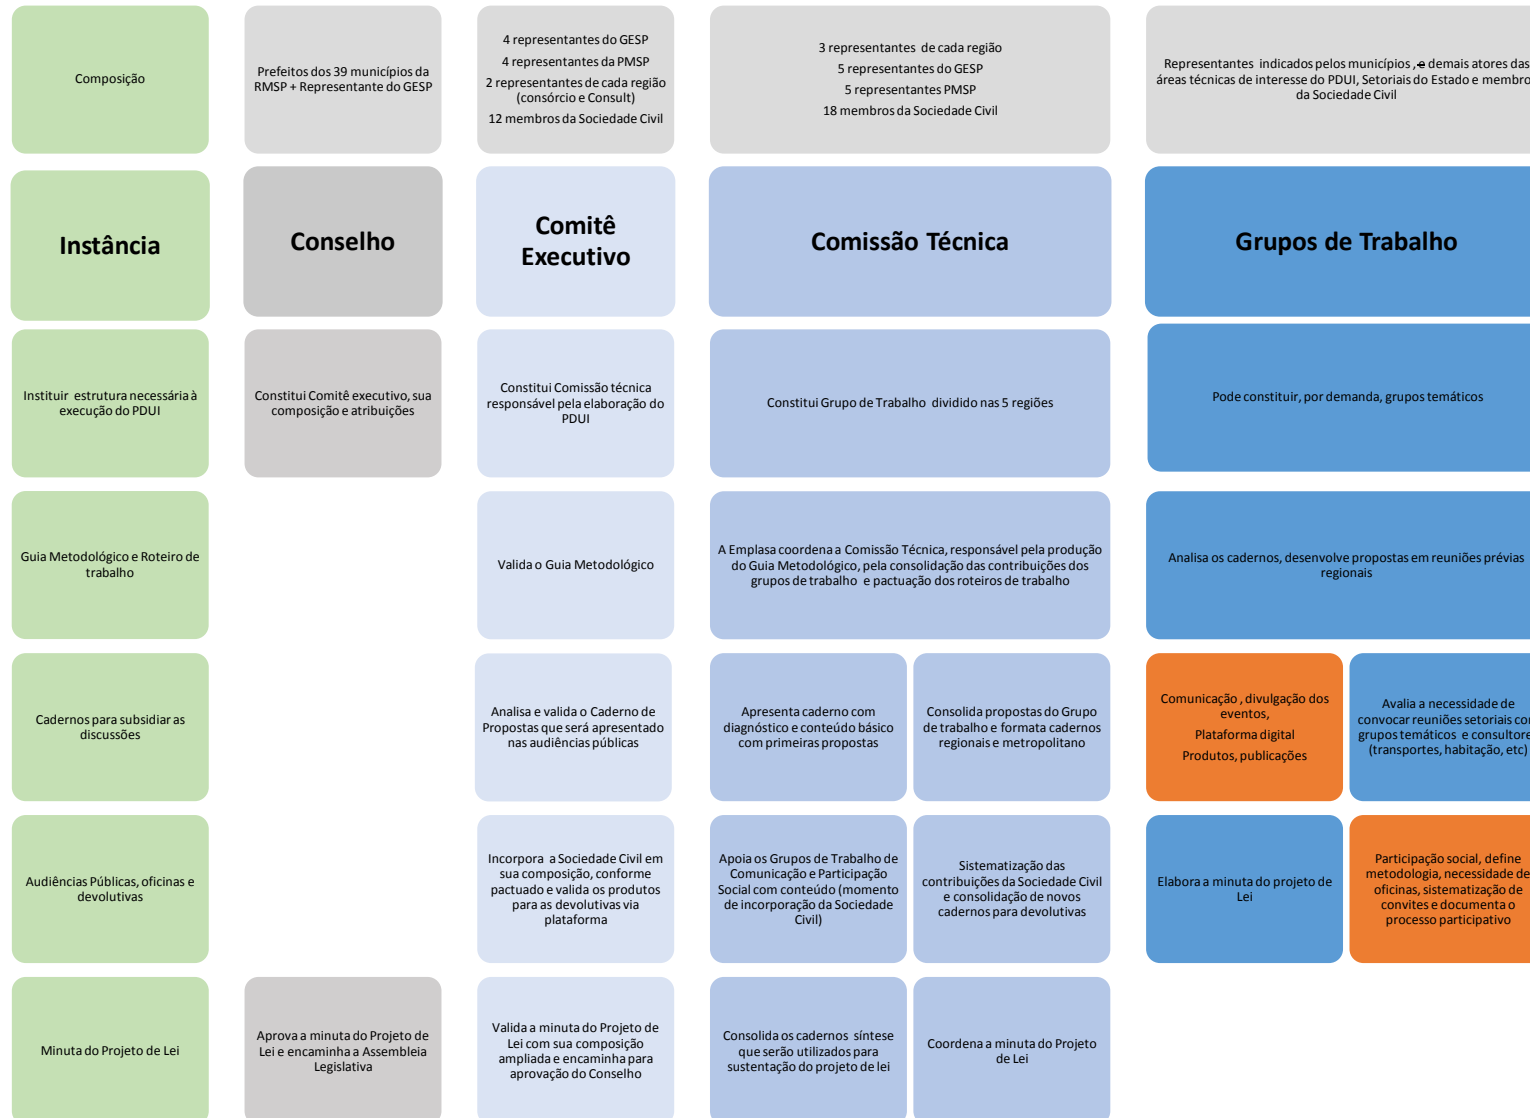 Composição
Prefeitos dos 39 municípios da
RMSP + Representante do GESP
4 representantes do GESP
4 representantes da PMSP
2 representantes de cada região
(consórcio e Consult)
12 membros da Sociedade Civil
3 representantes de cada região
5 representantes do GESP
5 representantes PMSP
18 membros da Sociedade Civil
Representantes indicados pelos municípios , e demais atores das
áreas técnicas de interesse do PDUI, Setoriais do Estado e membro
da Sociedade Civil
Instância
Conselho
Comitê
Executivo
Comissão Técnica
Grupos de Trabalho
Instituir estrutura necessária à
execução do PDUI
Constitui Comitê executivo, sua
composição e atribuições
Constitui Comissão técnica
responsável pela elaboração do
PDUI
Constitui Grupo de Trabalho dividido nas 5 regiões
Pode constituir, por demanda, grupos temáticos
Guia Metodológico e Roteiro de
trabalho
Valida o Guia Metodológico
A Emplasa coordena a Comissão Técnica, responsável pela produção
do Guia Metodológico, pela consolidação das contribuições dos
grupos de trabalho e pactuação dos roteiros de trabalho
Analisa os cadernos, desenvolve propostas em reuniões prévias
regionais
Cadernos para subsidiar as
discussões
Analisa e valida o Caderno de
Propostas que será apresentado
nas audiências públicas
Apresenta caderno com
diagnóstico e conteúdo básico
com primeiras propostas
Consolida propostas do Grupo
de trabalho e formata cadernos
regionais e metropolitano
Comunicação , divulgação dos
eventos,
Plataforma digital
Produtos, publicações
Avalia a necessidade de
convocar reuniões setoriais co
grupos temáticos e consultore
(transportes, habitação, etc)
Audiências Públicas, oficinas e
devolutivas
Incorpora a Sociedade Civil em
sua composição, conforme
pactuado e valida os produtos
para as devolutivas via
plataforma
Apoia os Grupos de Trabalho de
Comunicação e Participação
Social com conteúdo (momento
de incorporação da Sociedade
Civil)
Sistematização das
contribuições da Sociedade Civil
e consolidação de novos
cadernos para devolutivas
Elabora a minuta do projeto de
Lei
Participação social, define
metodologia, necessidade de
oficinas, sistematização de
convites e documenta o
processo participativo
Minuta do Projeto de Lei
Aprova a minuta do Projeto de
Lei e encaminha a Assembleia
Legislativa
Valida a minuta do Projeto de
Lei com sua composição
ampliada e encaminha para
aprovação do Conselho
Consolida os cadernos síntese
que serão utilizados para
sustentação do projeto de lei
Coordena a minuta do Projeto
de Lei